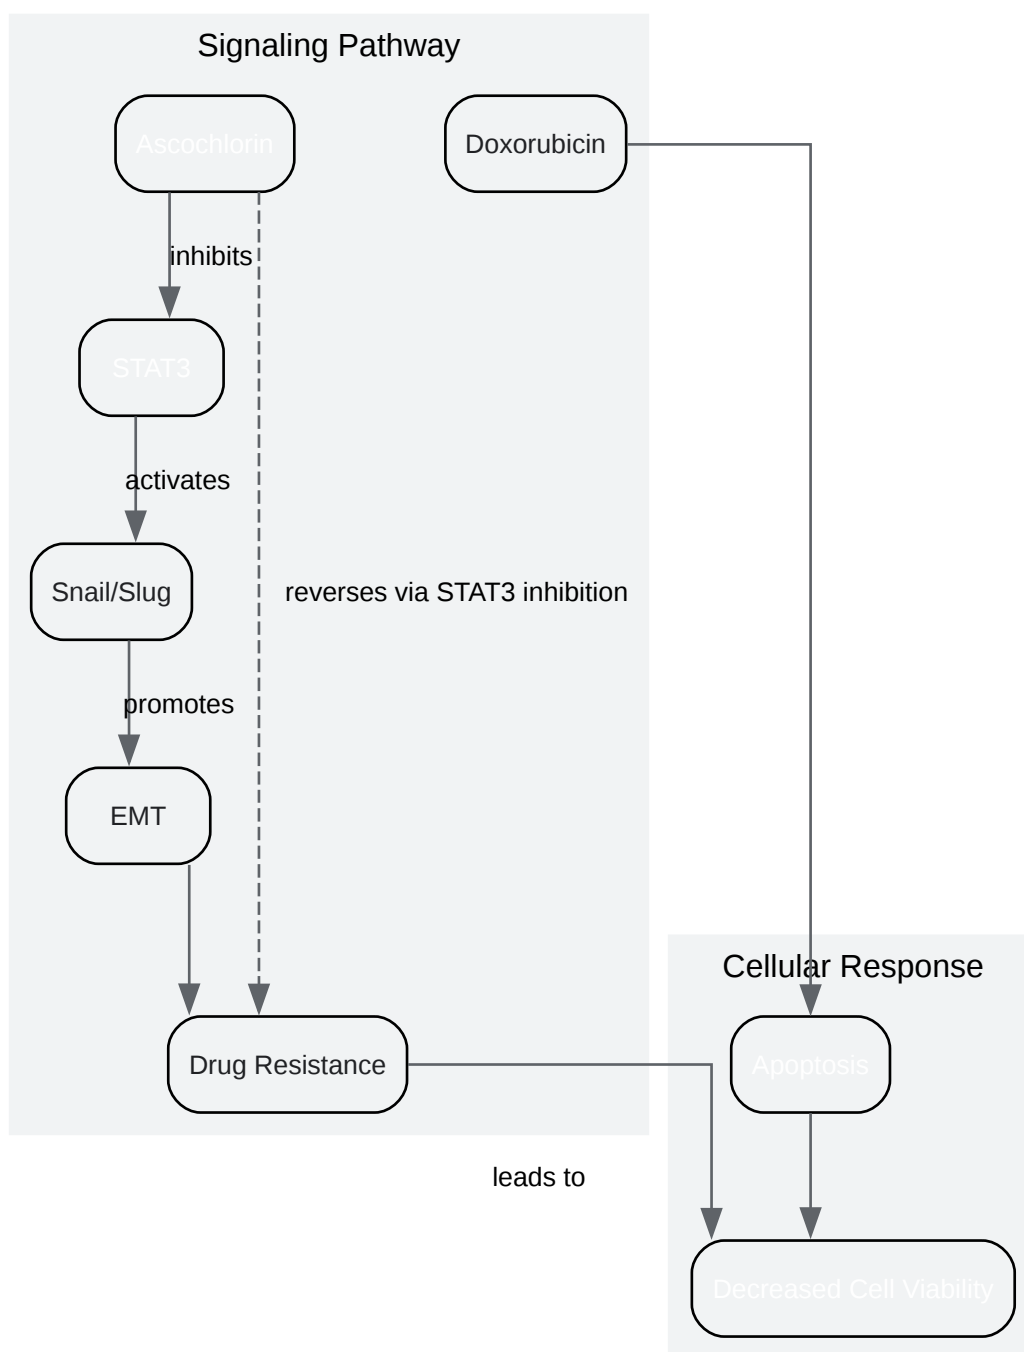 Signaling Pathway
Ascochlorin
Doxorubicin
inhibits
STAT3
activates
Snail/Slug
reverses via STAT3 inhibition
promotes
EMT
Cellular Response
Drug Resistance
Apoptosis
leads to
Decreased Cell Viability